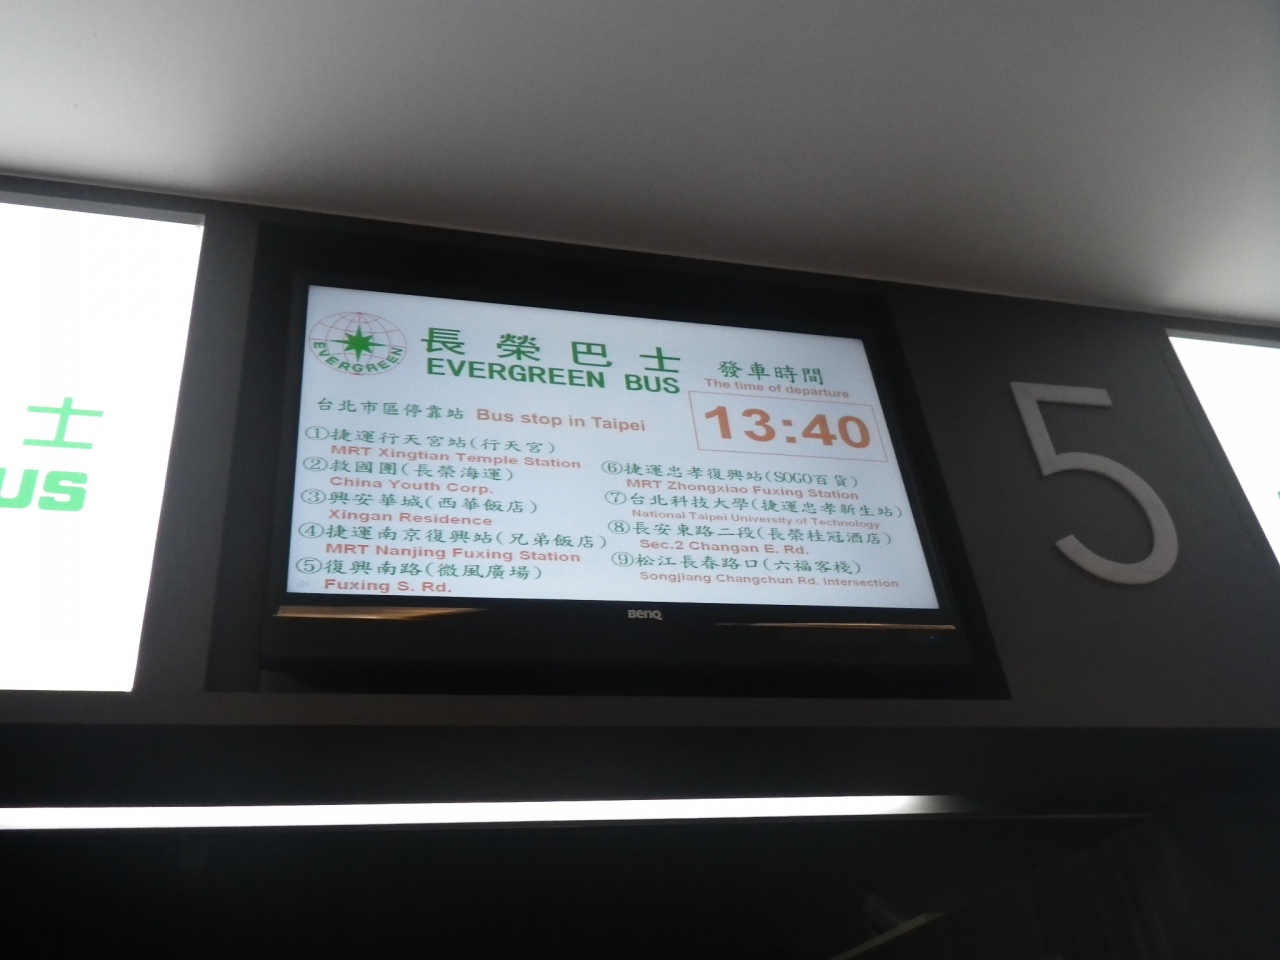 士
US
EVERGREEN
長榮巴士
EVERGREEN BUS
發車時間
The time of departure
13:40
台北市區停靠站 Bus stop in Taipei
①捷運行天宮站(行天宮)
MRT Xingtian Temple Station
②救國團(長榮海運)
China Youth Corp.
③興安華城(西華飯店)
Xingan Residence
④捷運南京復興站(兄弟飯店)
MRT Nanjing Fuxing Station
⑤復興南路(微風廣場)
Fuxing S. Rd.
⑥捷運忠孝復興站(SOGO百貨)
MRT Zhongxiao Fuxing Station
⑦台北科技大學(捷運忠孝新生站)
National Taipei University of Technology
⑧長安東路二段(長榮桂冠酒店)
Sec.2 Changan E. Rd.
⑨松江長春路口(六福客棧)
Songjiang Changchun Rd. Intersection
BenQ
5